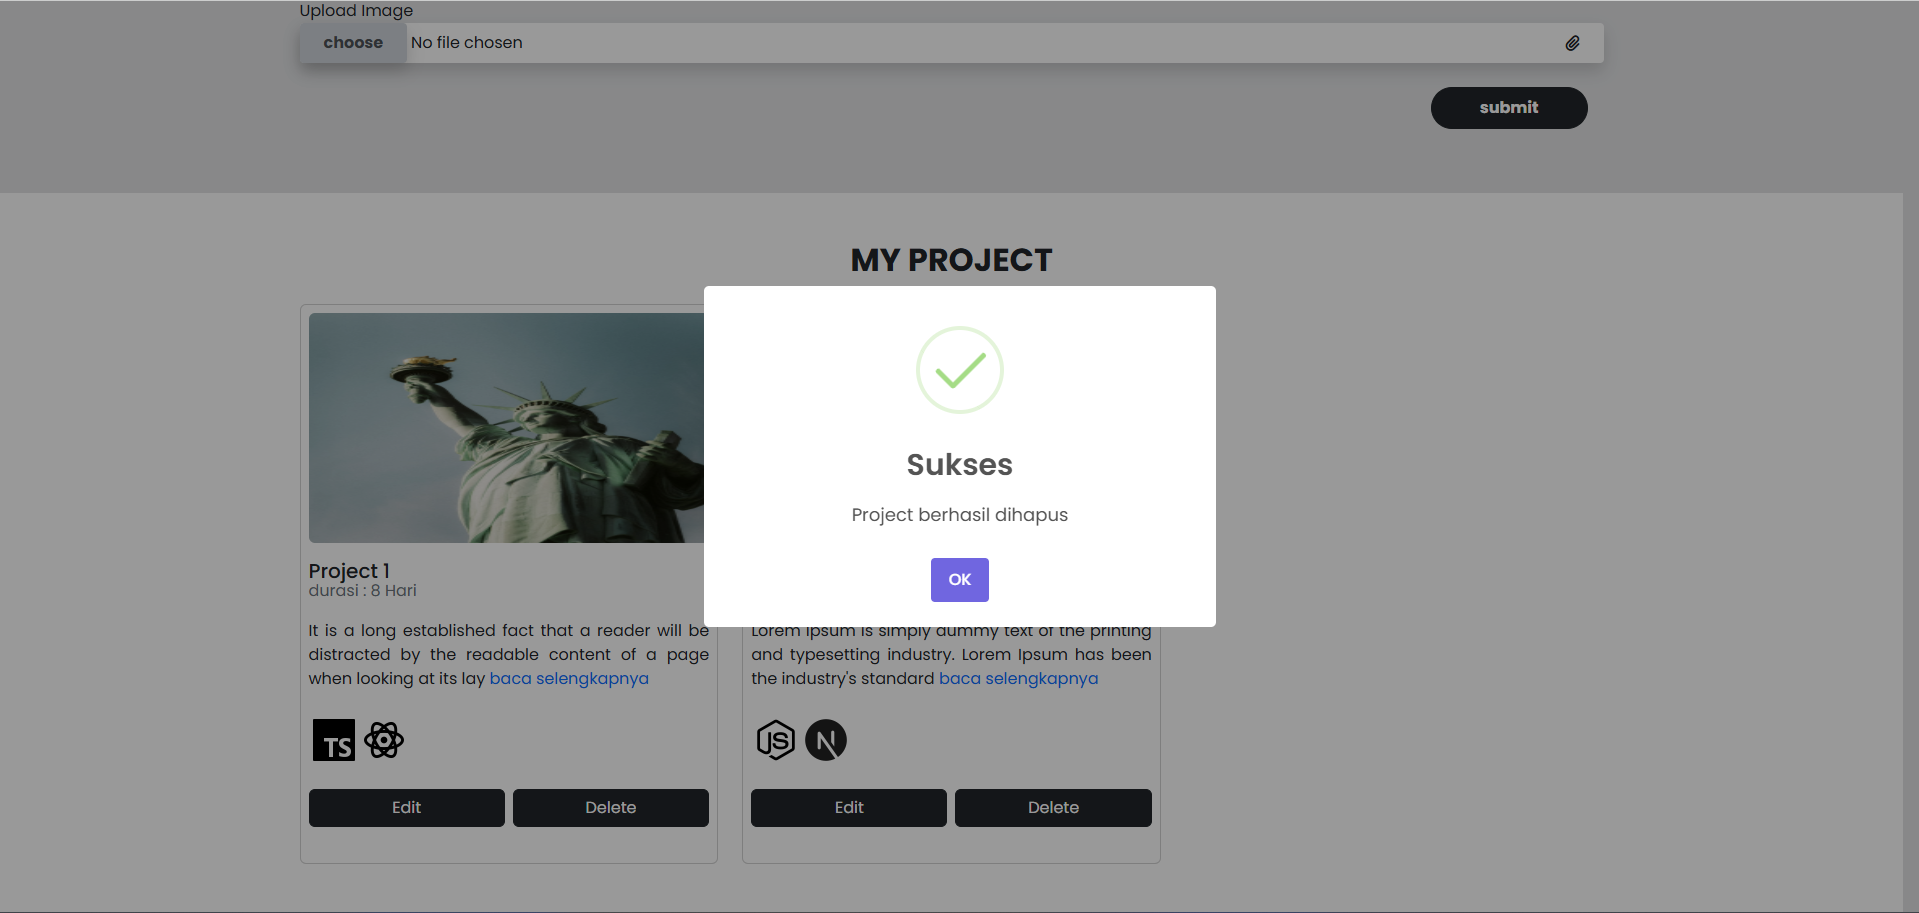 Upload Image
choose No file chosen
submit
MY PROJECT
Sukses
Project berhasil dihapus
OK
Project 1
durasi : 8 Hari
It is a long established fact that a reader will be
distracted by the readable content of a page
when looking at its lay baca selengkapnya
TS
Edit
Delete
Lorem Ipsum is simply dummy text of the printing
and typesetting industry. Lorem Ipsum has been
the industry's standard baca selengkapnya
JS
N
Edit
Delete